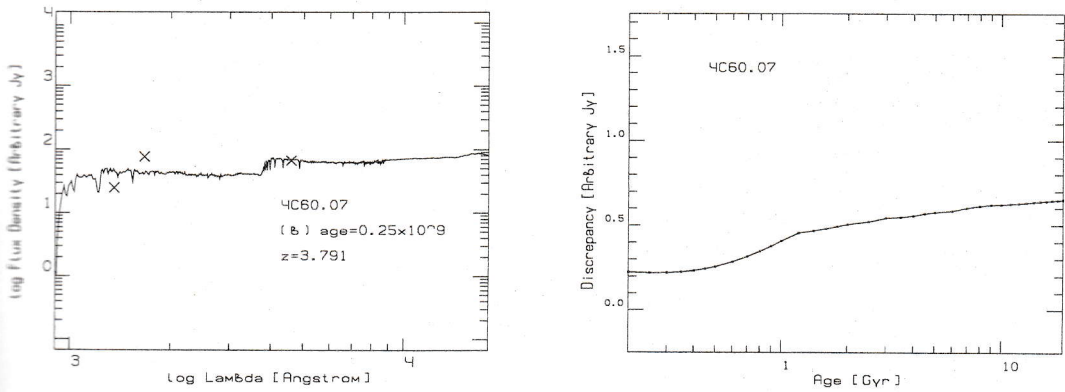 4
3
2
1
0
log Flux Density [Arbitrary Jy]
4C60.07
(B) age=0.25x10^9
z=3.791
3
4
log Lambda [Angstrom]
1.5
1.0
0.5
0.0
Discrepancy [Arbitrary Jy]
4C60.07
1
10
Age [Gyr]